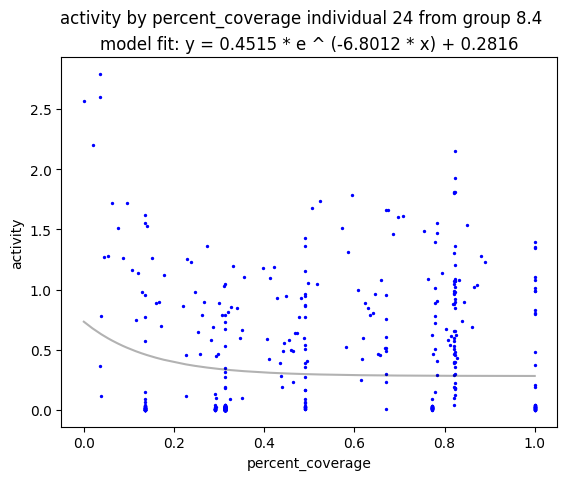 activity by percent_coverage individual 24 from group 8.4
model fit: y = 0.4515 * e ^ (-6.8012 * x) + 0.2816
2.5
2.0
1.5
1.0
0.5
0.0
activity
0.0 0.2 0.4 0.6 0.8 1.0
percent_coverage